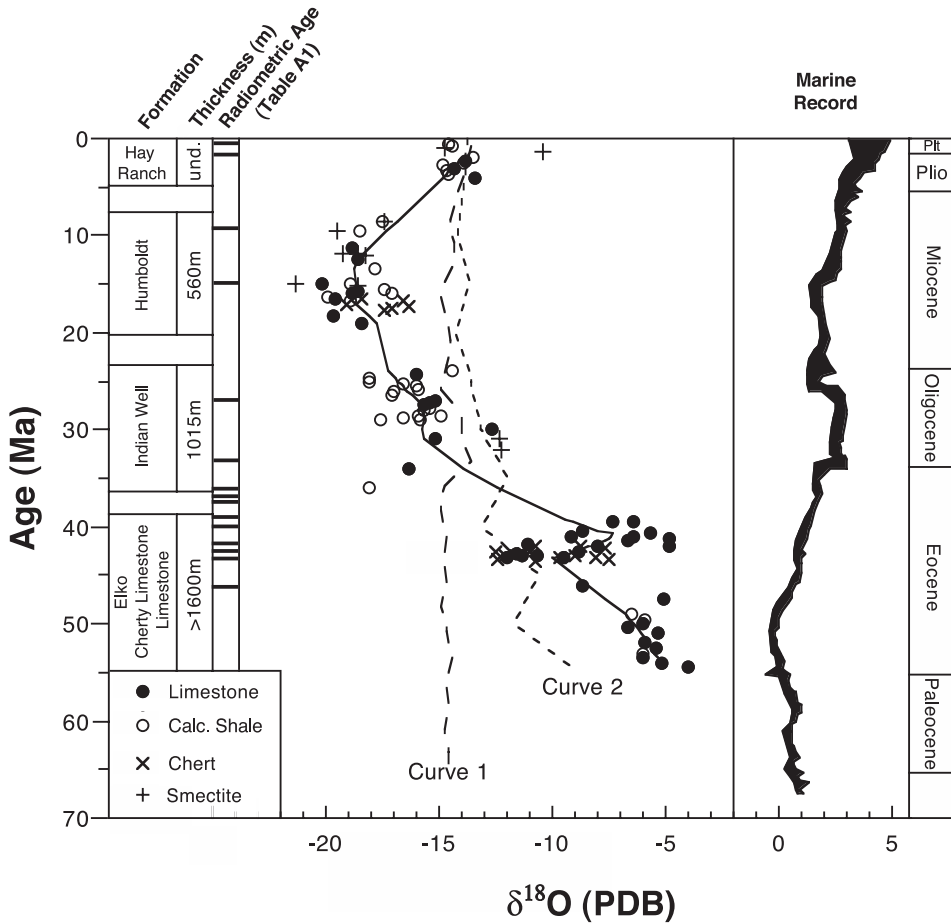 Formation
Thickness (m)
Radiometric Age
(Table A1)
Marine
Record
Hay
Ranch
und.
Humboldt
560m
Indian Well
1015m
Elko
Cherty Limestone
Limestone
>1600m
Age (Ma)
0
10
20
30
40
50
60
70
Limestone
Calc. Shale
Chert
Smectite
Curve 1
Curve 2
Plt
Plio
Miocene
Oligocene
Eocene
Paleocene
-20
-15
-10
-5
0
5
δ18O (PDB)